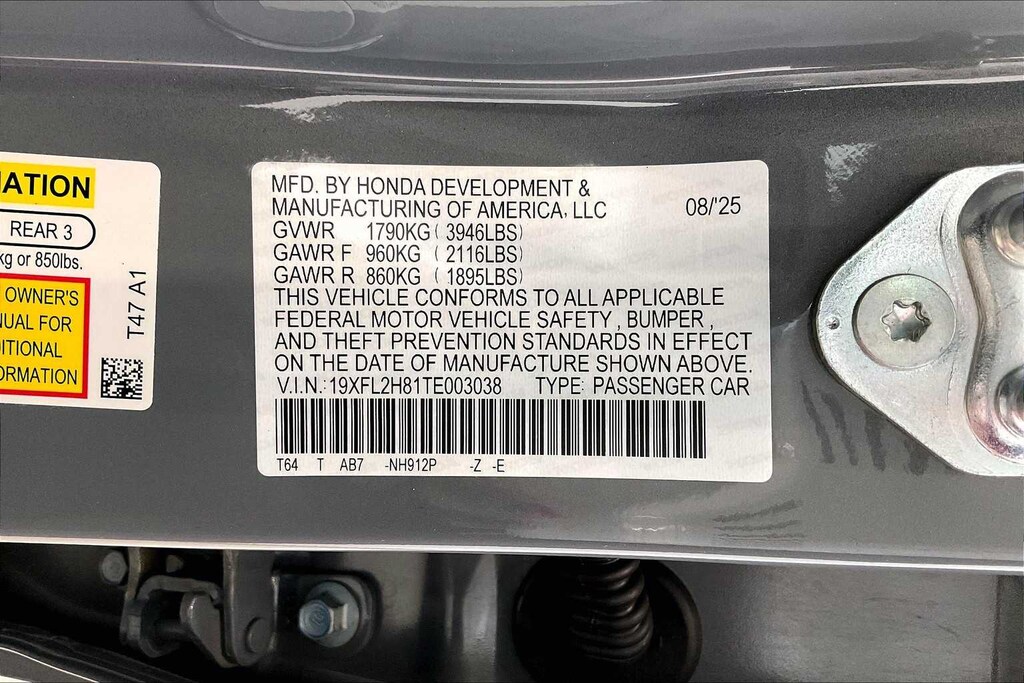 MATION
REAR 3
kg or 850lbs.
OWNER'S
NUAL FOR
DITIONAL
ORMATION
T47 A1
MFD. BY HONDA DEVELOPMENT &
MANUFACTURING OF AMERICA, LLC 08/'25
GVWR 1790KG ( 3946LBS)
GAWR F 960KG ( 2116LBS)
GAWR R 860KG ( 1895LBS)
THIS VEHICLE CONFORMS TO ALL APPLICABLE
FEDERAL MOTOR VEHICLE SAFETY , BUMPER ,
AND THEFT PREVENTION STANDARDS IN EFFECT
ON THE DATE OF MANUFACTURE SHOWN ABOVE.
V.I.N.:19XFL2H81TE003038 TYPE: PASSENGER CAR
T64 T AB7 -NH912P -Z -E